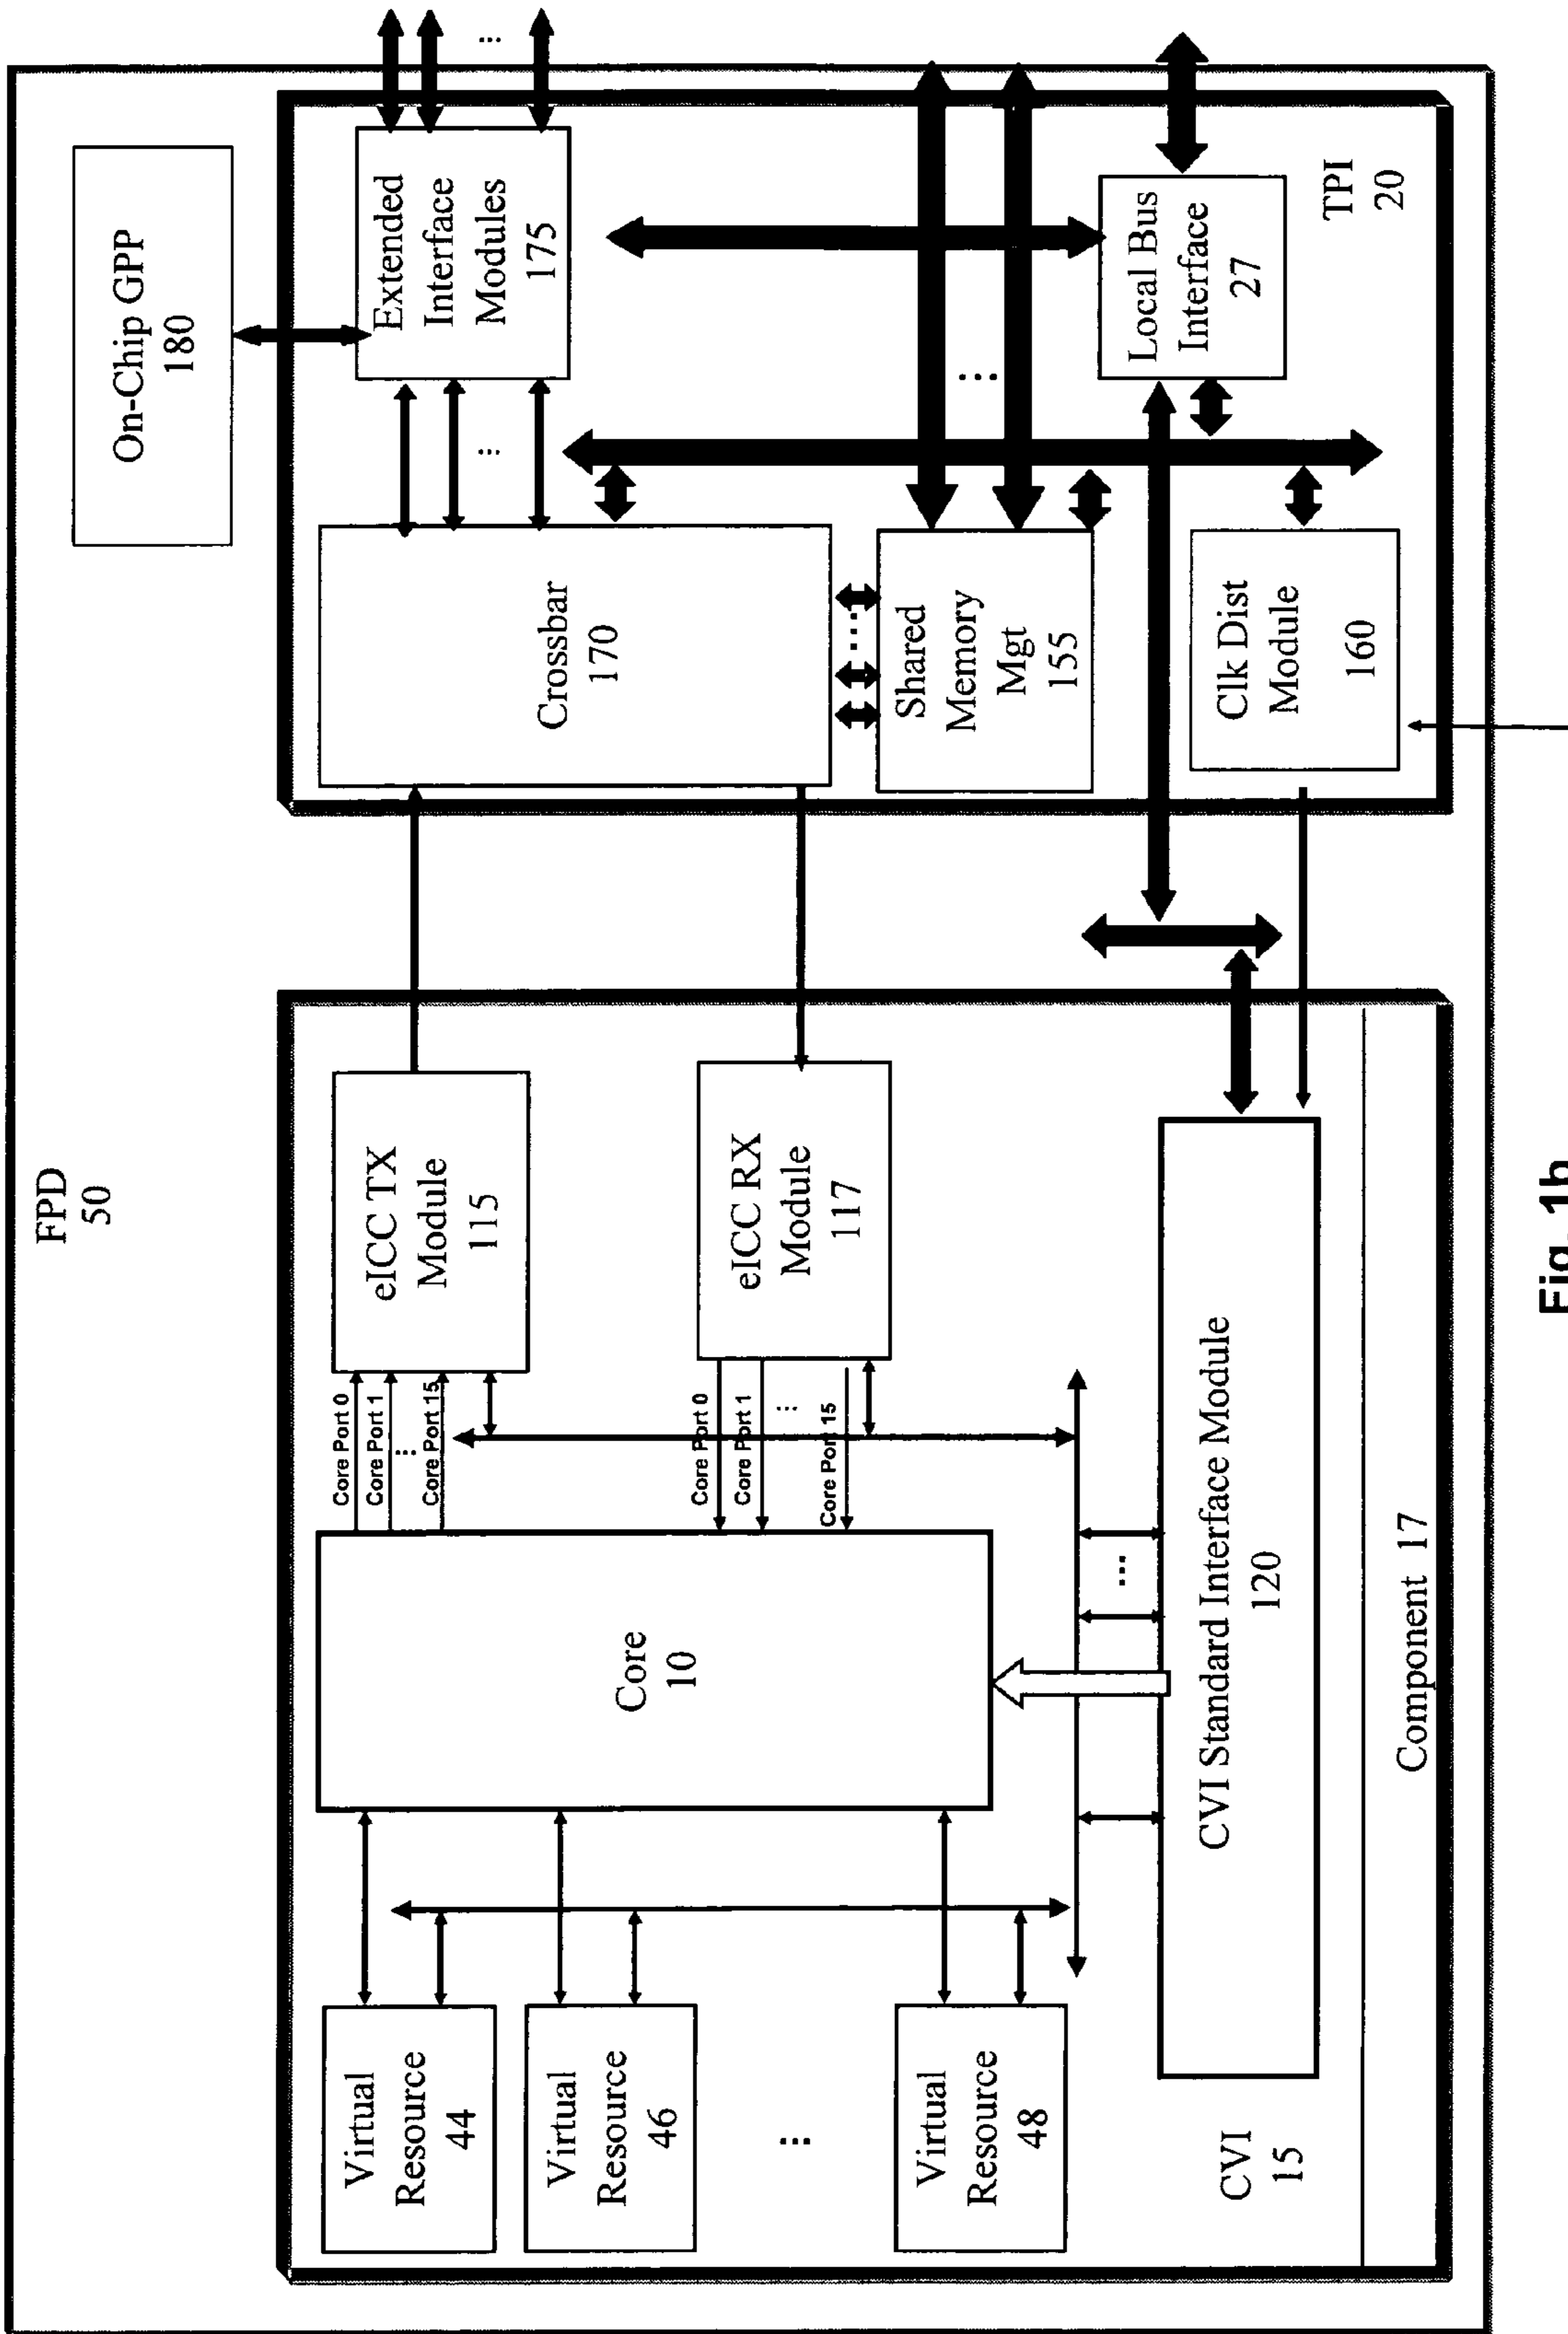 FPD
50
On-Chip GPP
180
Virtual
Resource
44
Virtual
Resource
46
...
Virtual
Resource
48
CVI
15
Core
10
Core Port 0
Core Port 1
...
Core Port 15
Core Port 0
Core Port 1
...
Core Port 15
eICC TX
Module
115
eICC RX
Module
117
...
CVI Standard Interface Module
120
Component 17
Crossbar
170
...
Shared
Memory
Mgt
155
Clk Dist
Module
160
...
Extended
Interface
Modules
175
...
...
Local Bus
Interface
27
TPI
20
Fig. 1b